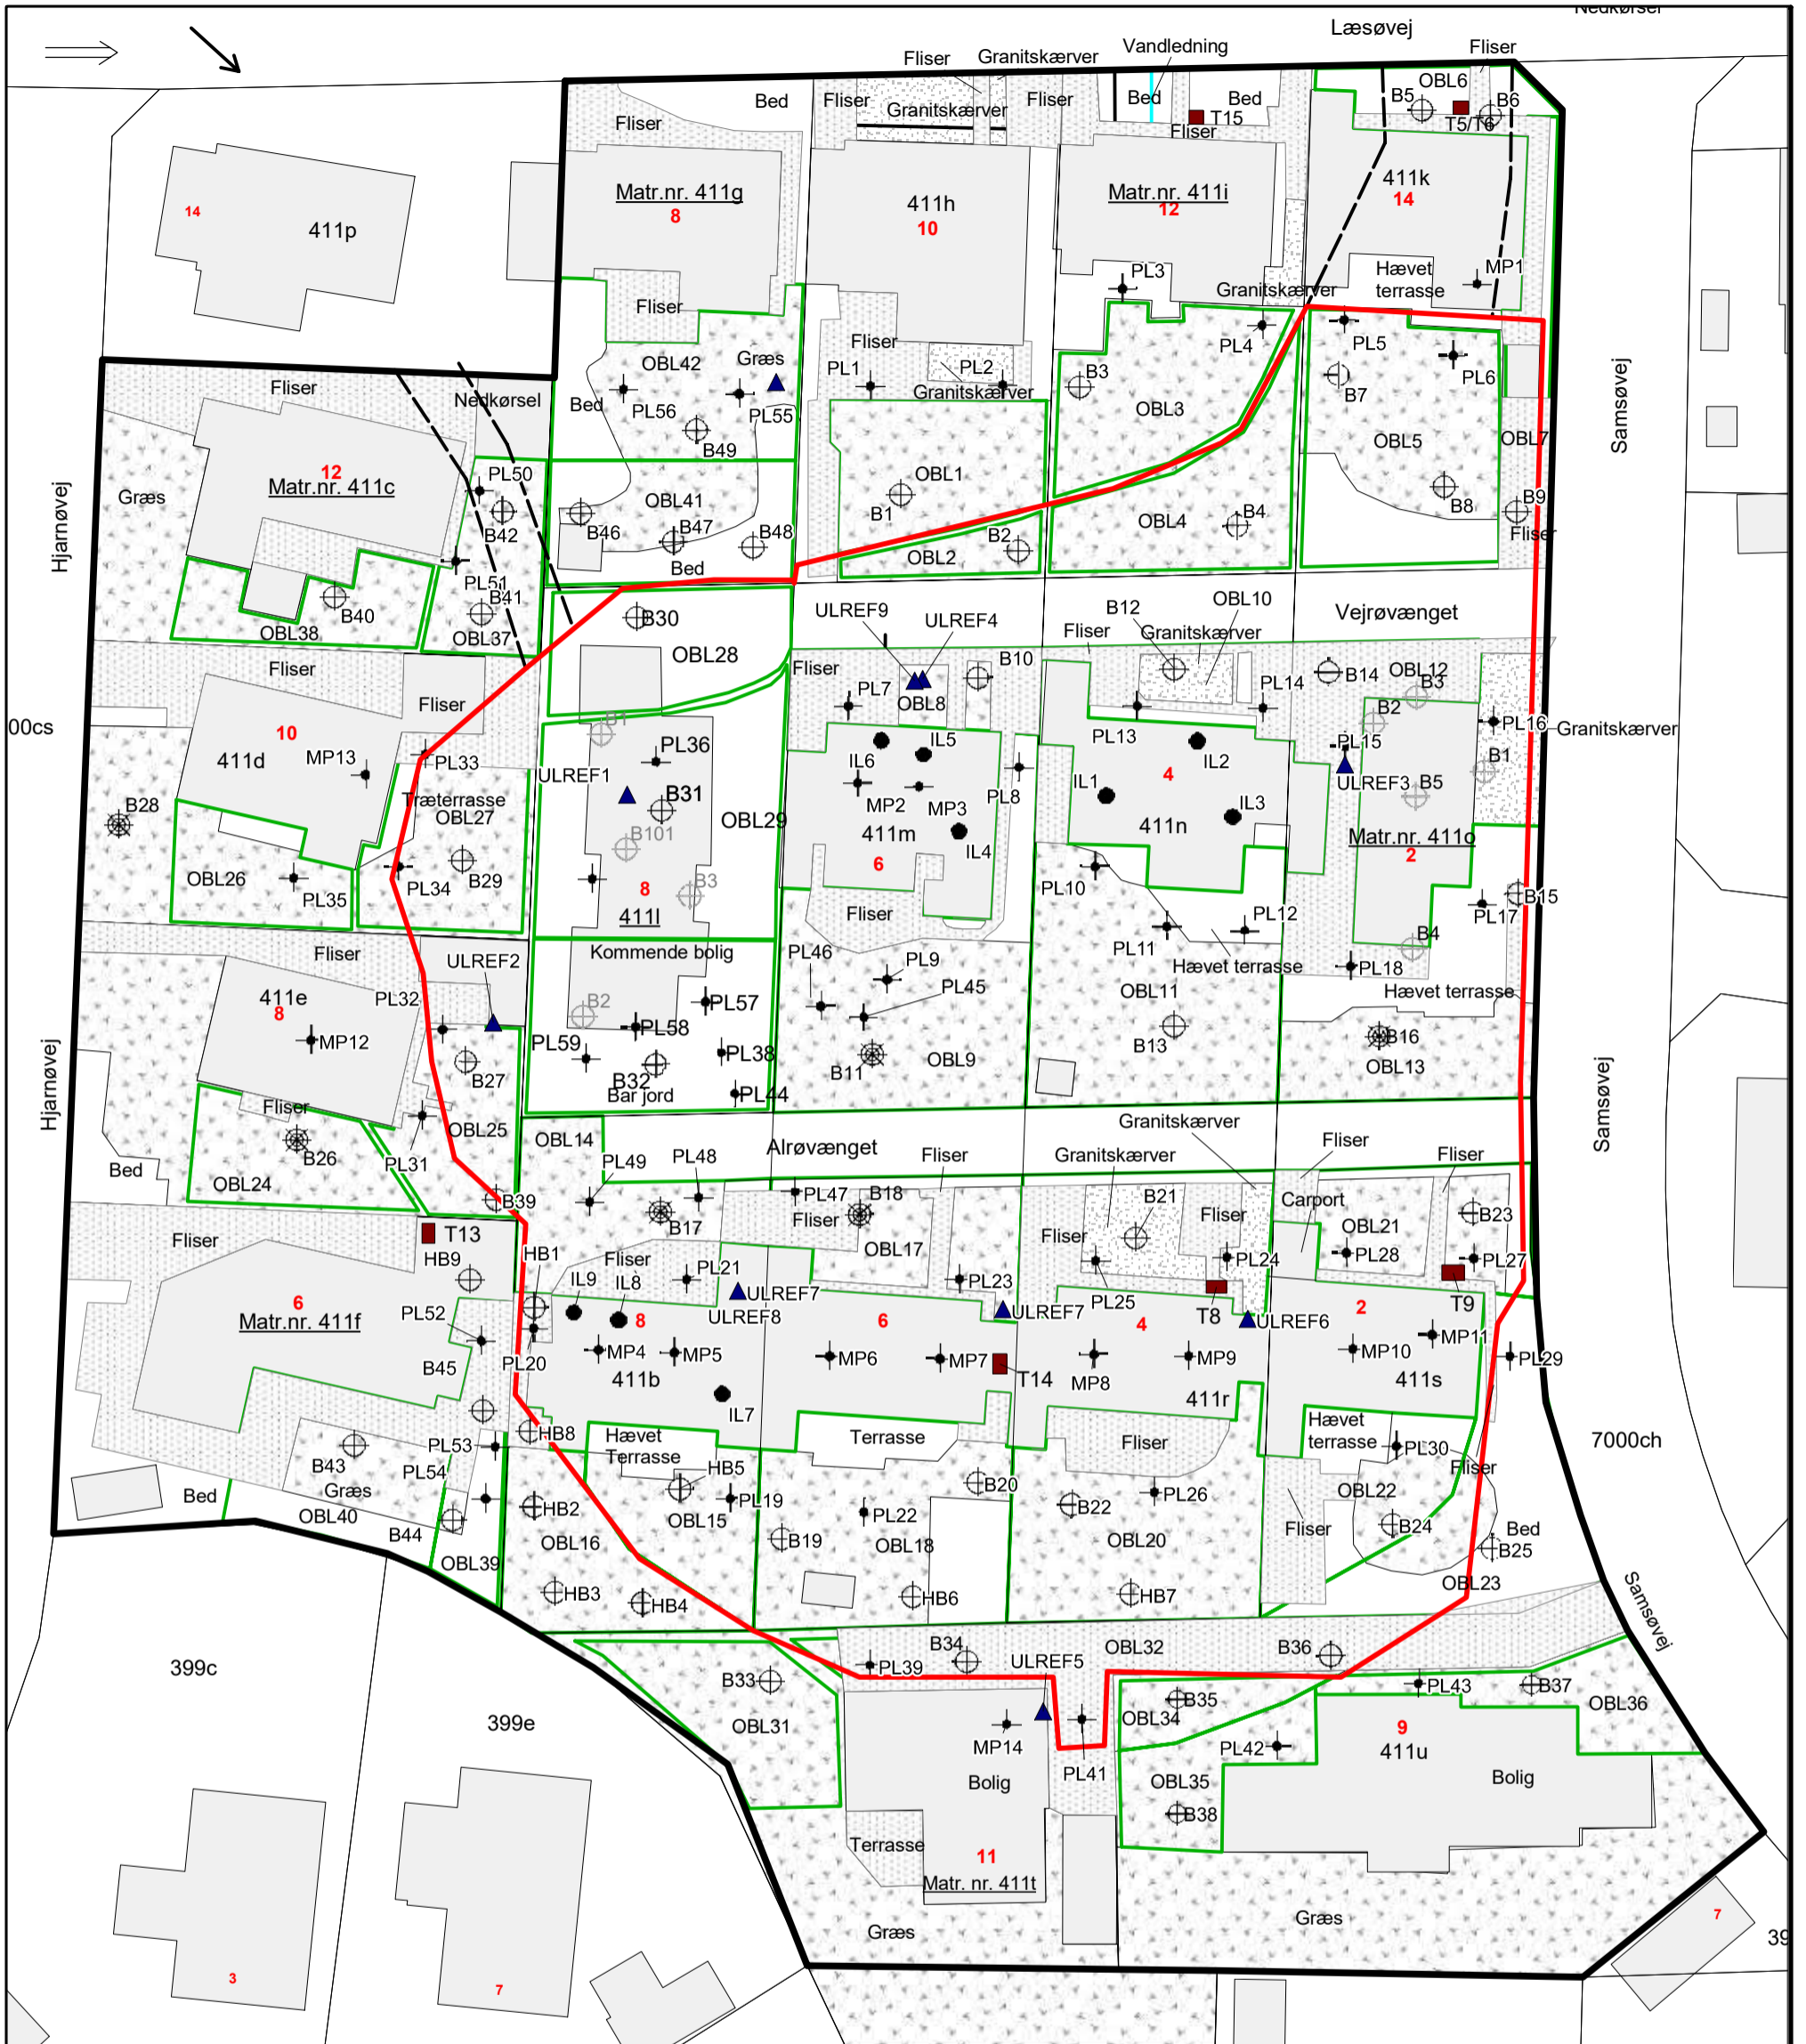 Nedkørsel
Læsøvej
Fliser
Granitskærver
Vandledning
Fliser
Bed
Fliser
Granitskærver
Fliser
Bed
Bed
T15
Fliser
OBL6
B5
B6
T5/T6
Fliser
Matr.nr. 411g
8
411h
10
Matr.nr. 411i
12
411k
14
14
411p
PL3
Hævet
terrasse
MP1
Granitskærver
Fliser
Fliser
PL4
PL5
PL6
OBL42
Græs
PL1
PL2
Granitskærver
B3
B7
Fliser
Nedkørsel
Bed
PL56
PL55
OBL3
Samsøvej
B49
OBL5
OBL7
12
Matr.nr. 411c
Græs
PL50
OBL1
B8
B9
Hjarnøvej
B42
OBL41
B46
B47
B48
B1
B2
OBL4
B4
Fliser
OBL2
Bed
PL51
B41
B40
OBL38
OBL37
B30
ULREF9
ULREF4
B12
OBL10
Vejrøvænget
Fliser
Granitskærver
Fliser
OBL28
Fliser
B10
B14
OBL12
B3
Fliser
PL7
OBL8
PL14
B2
PL16
Granitskærver
00cs
10
411d
MP13
PL33
B1
PL36
IL5
IL6
PL13
IL2
PL15
ULREF3
B1
ULREF1
B31
MP2
MP3
PL8
IL1
4
IL3
B5
Træterrasse
OBL27
B28
B101
OBL29
411m
IL4
411n
Matr.nr. 411o
2
OBL26
PL34
B29
PL35
8
411l
B3
6
Fliser
PL10
PL12
PL17
B15
B4
PL11
PL18
Hævet terrasse
Hævet terrasse
Fliser
ULREF2
Kommende bolig
PL46
PL9
PL45
OBL11
411e
8
PL32
B2
PL57
MP12
PL58
PL59
PL38
B13
B16
OBL13
B27
B32
Bar jord
PL44
B11
OBL9
Hjarnøvej
Samsøvej
Fliser
OBL25
OBL14
Alrøvænget
Granitskærver
B26
PL31
PL49
PL48
Fliser
Granitskærver
Fliser
Fliser
Bed
OBL24
B39
PL47
B18
B21
Carport
B17
Fliser
Fliser
Fliser
OBL21
B23
Fliser
T13
HB9
HB1
Fliser
OBL17
PL24
PL28
PL27
IL9
IL8
PL21
ULREF7
PL23
PL25
T8
T9
6
Matr.nr. 411f
PL52
8
ULREF8
6
ULREF7
4
ULREF6
2
B45
PL20
MP4
MP5
MP6
MP7
MP8
MP9
MP10
MP11
PL29
411b
T14
411r
411s
IL7
HB8
Hævet
Terrasse
Terrasse
Fliser
Hævet
terrasse
PL30
7000ch
B43
PL53
PL54
HB5
B20
Fliser
Bed
Græs
OBL40
B44
HB2
PL19
OBL15
PL22
B22
PL26
OBL22
Fliser
B24
Bed
B25
OBL39
OBL16
B19
OBL18
OBL20
HB3
HB4
HB6
HB7
OBL23
Samsøvej
399c
B34
OBL32
B36
PL39
ULREF5
B33
B35
PL43
B37
OBL36
399e
OBL31
MP14
PL41
OBL34
PL42
9
411u
Bolig
OBL35
Bolig
B38
Terrasse
11
Matr. nr. 411t
Græs
Græs
7
39
3
7